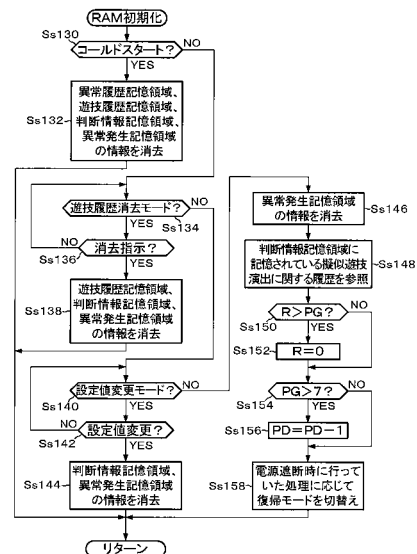 RAM初期化
Ss130
コールドスタート?
NO
YES
Ss132
異常履歴記憶領域、
遊技履歴記憶領域、
判断情報記憶領域、
異常発生記憶領域
の情報を消去
遊技履歴消去モード?
NO
Ss134
YES
NO
消去指示?
Ss136
YES
Ss138
遊技履歴記憶領域、
判断情報記憶領域、
異常発生記憶領域
の情報を消去
設定値変更モード?
NO
Ss140
YES
NO
設定値変更?
Ss142
YES
Ss144
判断情報記憶領域、
異常発生記憶領域
の情報を消去
リターン
異常発生記憶領域
の情報を消去
Ss146
判断情報記憶領域に
記憶されている擬似遊技
演出に関する履歴を参照
Ss148
R>PG?
NO
Ss150
YES
Ss152
R=0
PG>7?
NO
Ss154
YES
Ss156
PD=PD-1
Ss158
電源遮断時に行って
いた処理に応じて
復帰モードを切替え